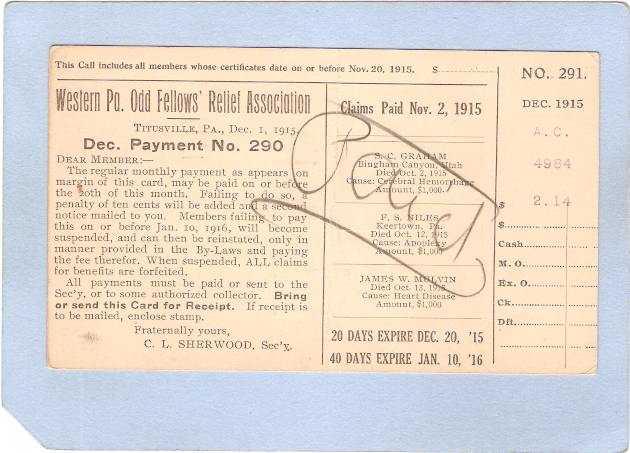 This Call includes all members whose certificates date on or before Nov. 20, 1915. $
Western Pa. Odd Fellows' Relief Association
TITUSVILLE, PA., Dec. 1, 1915.
Dec. Payment No. 290
DEAR MEMBER:—
The regular monthly payment as appears on
margin of this card, may be paid on or before
the 20th of this month. Failing to do so, a
penalty of ten cents will be added and a second
notice mailed to you. Members failing to pay
this on or before Jan. 10, 1916, will become
suspended, and can then be reinstated, only in
manner provided in the By-Laws and paying
the fee therefor. When suspended, ALL claims
for benefits are forfeited.
All payments must be paid or sent to the
Sec'y, or to some authorized collector. Bring
or send this Card for Receipt. If receipt is
to be mailed, enclose stamp.
Fraternally yours,
C. L. SHERWOOD, Sec'y.
Claims Paid Nov. 2, 1915
S. C. GRAHAM
Bingham Canyon, Utah
Died Oct. 2, 1915
Cause: Cerebral Hemorrhage
Amount, $1,000
F. S. NILES
Keertown, Pa.
Died Oct. 12, 1915
Cause: Apoplexy
Amount, $1,000
JAMES W. MULVIN
Died Oct. 13, 1915
Cause: Heart Disease
Amount, $1,000
20 DAYS EXPIRE DEC. 20, '15
40 DAYS EXPIRE JAN. 10, '16
NO. 291.
DEC. 1915
A.C.
4984
$ 2.14
$
Cash
M. O.
Ex. O.
Ck.
Dft.